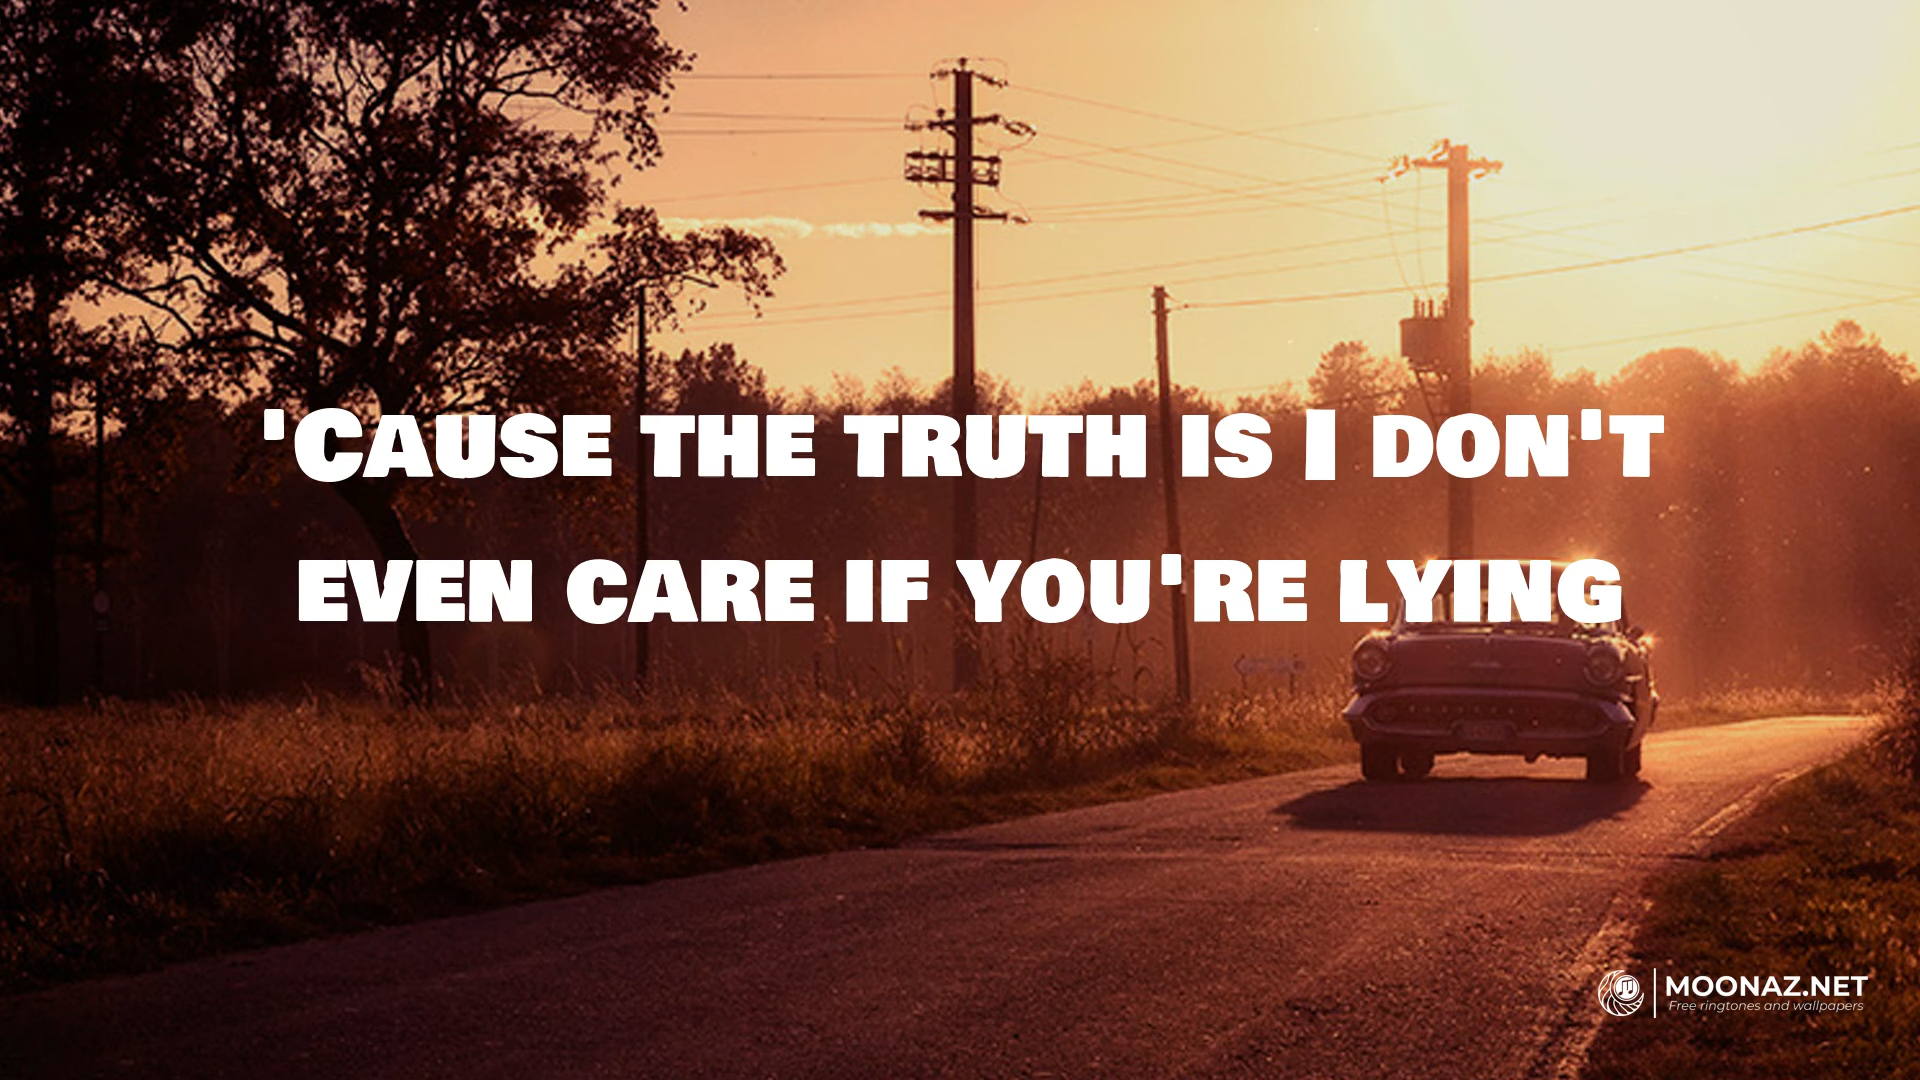 'Cause the truth is I don't
even care if you're lying
MOONAZ.NET
Free ringtones and wallpapers